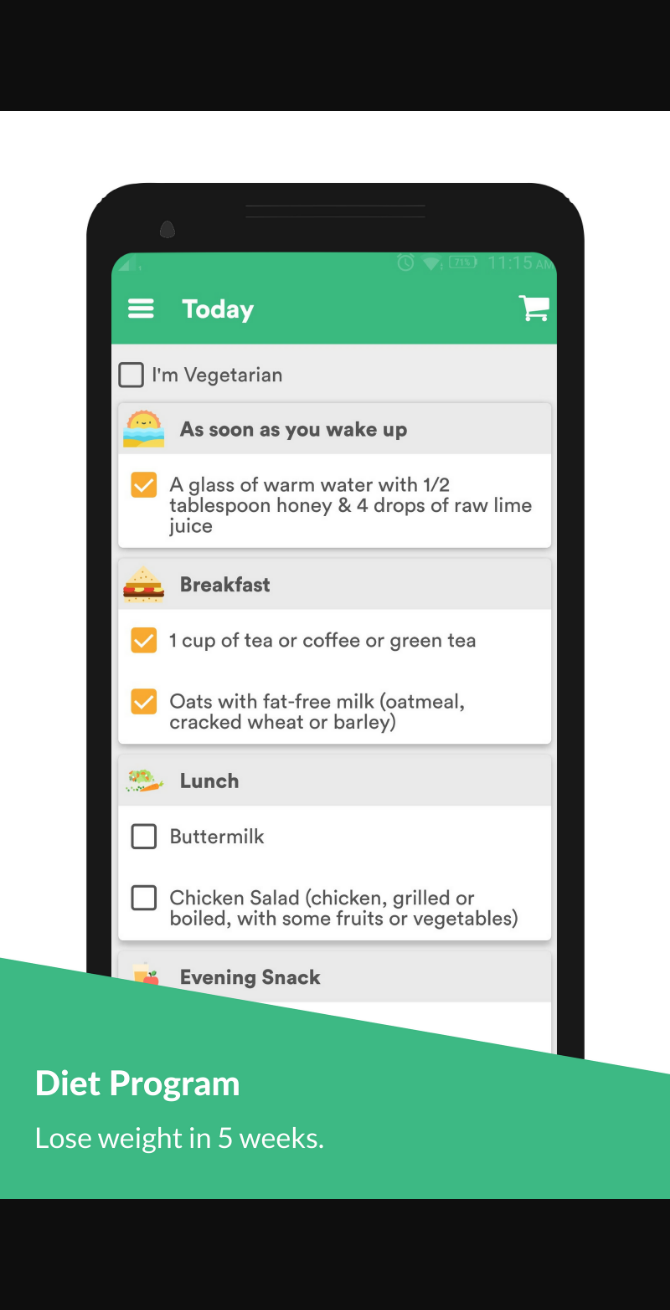 71% 11:15 AM
Today
I'm Vegetarian
As soon as you wake up
A glass of warm water with 1/2
tablespoon honey & 4 drops of raw lime
juice
Breakfast
1 cup of tea or coffee or green tea
Oats with fat-free milk (oatmeal,
cracked wheat or barley)
Lunch
Buttermilk
Chicken Salad (chicken, grilled or
boiled, with some fruits or vegetables)
Evening Snack
Diet Program
Lose weight in 5 weeks.